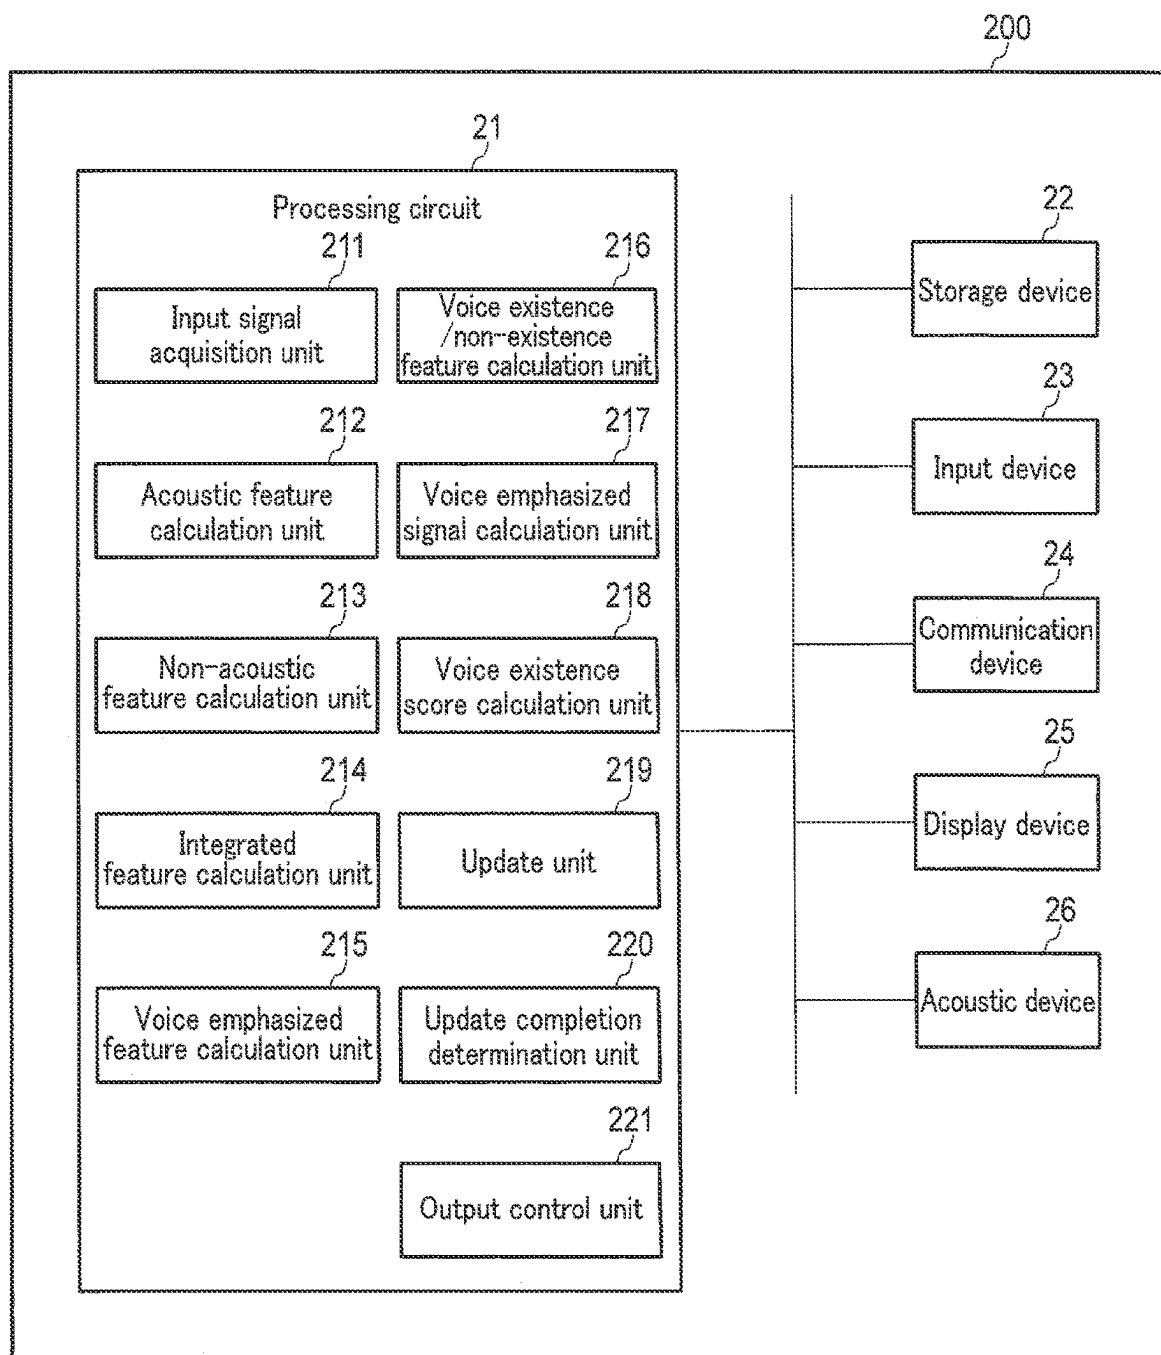 200
21
Processing circuit
211
Input signal
acquisition unit
216
Voice existence
/non-existence
feature calculation unit
212
Acoustic feature
calculation unit
217
Voice emphasized
signal calculation unit
213
Non-acoustic
feature calculation unit
218
Voice existence
score calculation unit
214
Integrated
feature calculation unit
219
Update unit
215
Voice emphasized
feature calculation unit
220
Update completion
determination unit
221
Output control unit
22
Storage device
23
Input device
24
Communication
device
25
Display device
26
Acoustic device